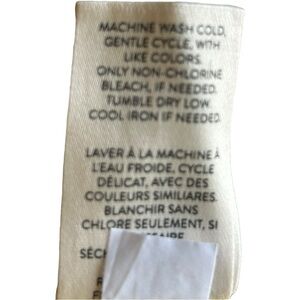 MACHINE WASH COLD,
GENTLE CYCLE, WITH
LIKE COLORS.
ONLY NON-CHLORINE
BLEACH, IF NEEDED.
TUMBLE DRY LOW.
COOL IRON IF NEEDED.
LAVER À LA MACHINE À
L'EAU FROIDE, CYCLE
DÉLICAT, AVEC DES
COULEURS SIMILIARES.
BLANCHIR SANS
CHLORE SEULEMENT, SI